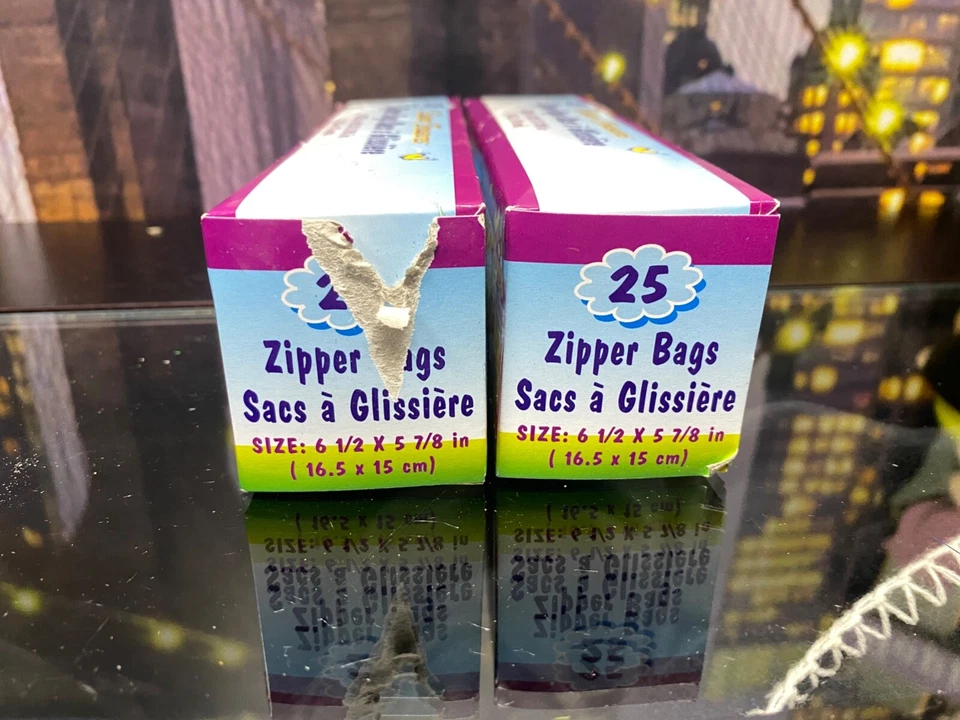 Zipper
Sacs à Glissière
SIZE: 6 1/2 X 5 7/8 in
( 16.5 x 15 cm)
25
Zipper Bags
Sacs à Glissière
SIZE: 6 1/2 X 5 7/8 in
( 16.5 x 15 cm)